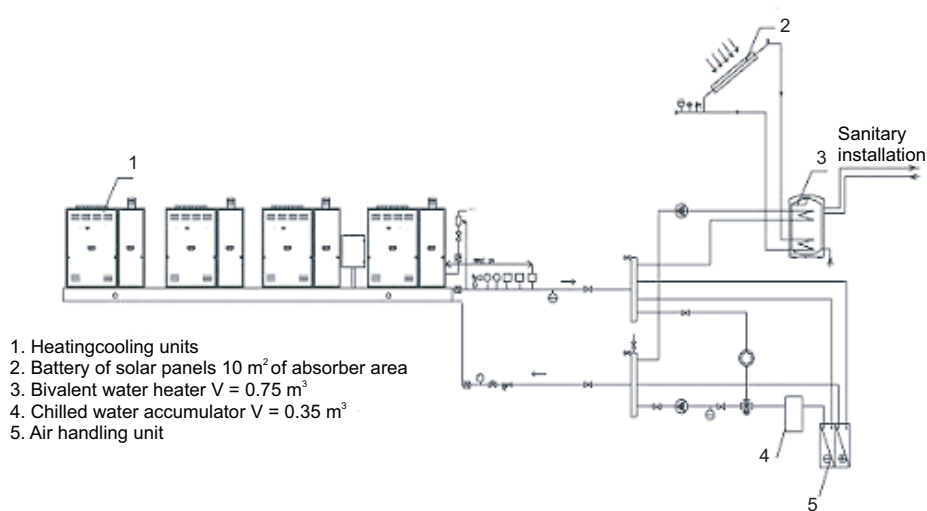 2
Sanitary
installation
3
1
1. Heatingcooling units
2. Battery of solar panels 10 m² of absorber area
3. Bivalent water heater V = 0.75 m³
4. Chilled water accumulator V = 0.35 m³
5. Air handling unit
4
5